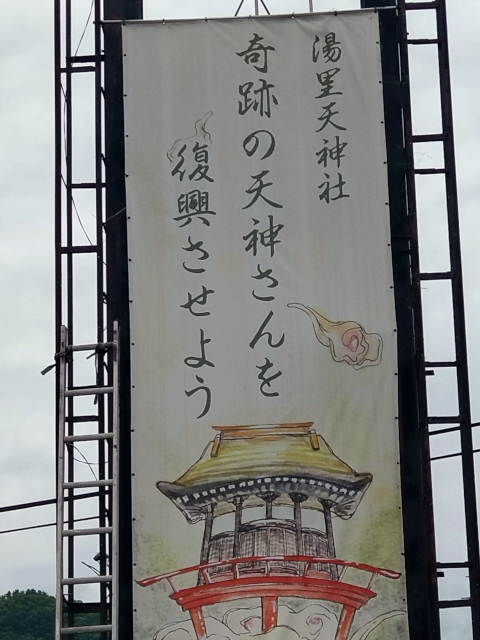 湯里天神社
奇跡の天神さんを
復興させよう